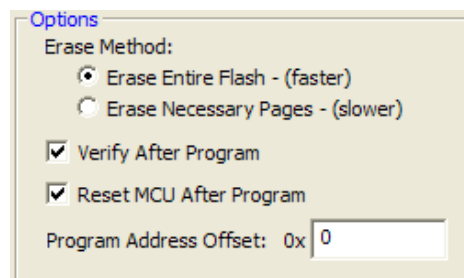 Options
Erase Method:
Erase Entire Flash - (faster)
Erase Necessary Pages - (slower)
Verify After Program
Reset MCU After Program
Program Address Offset: 0x 0